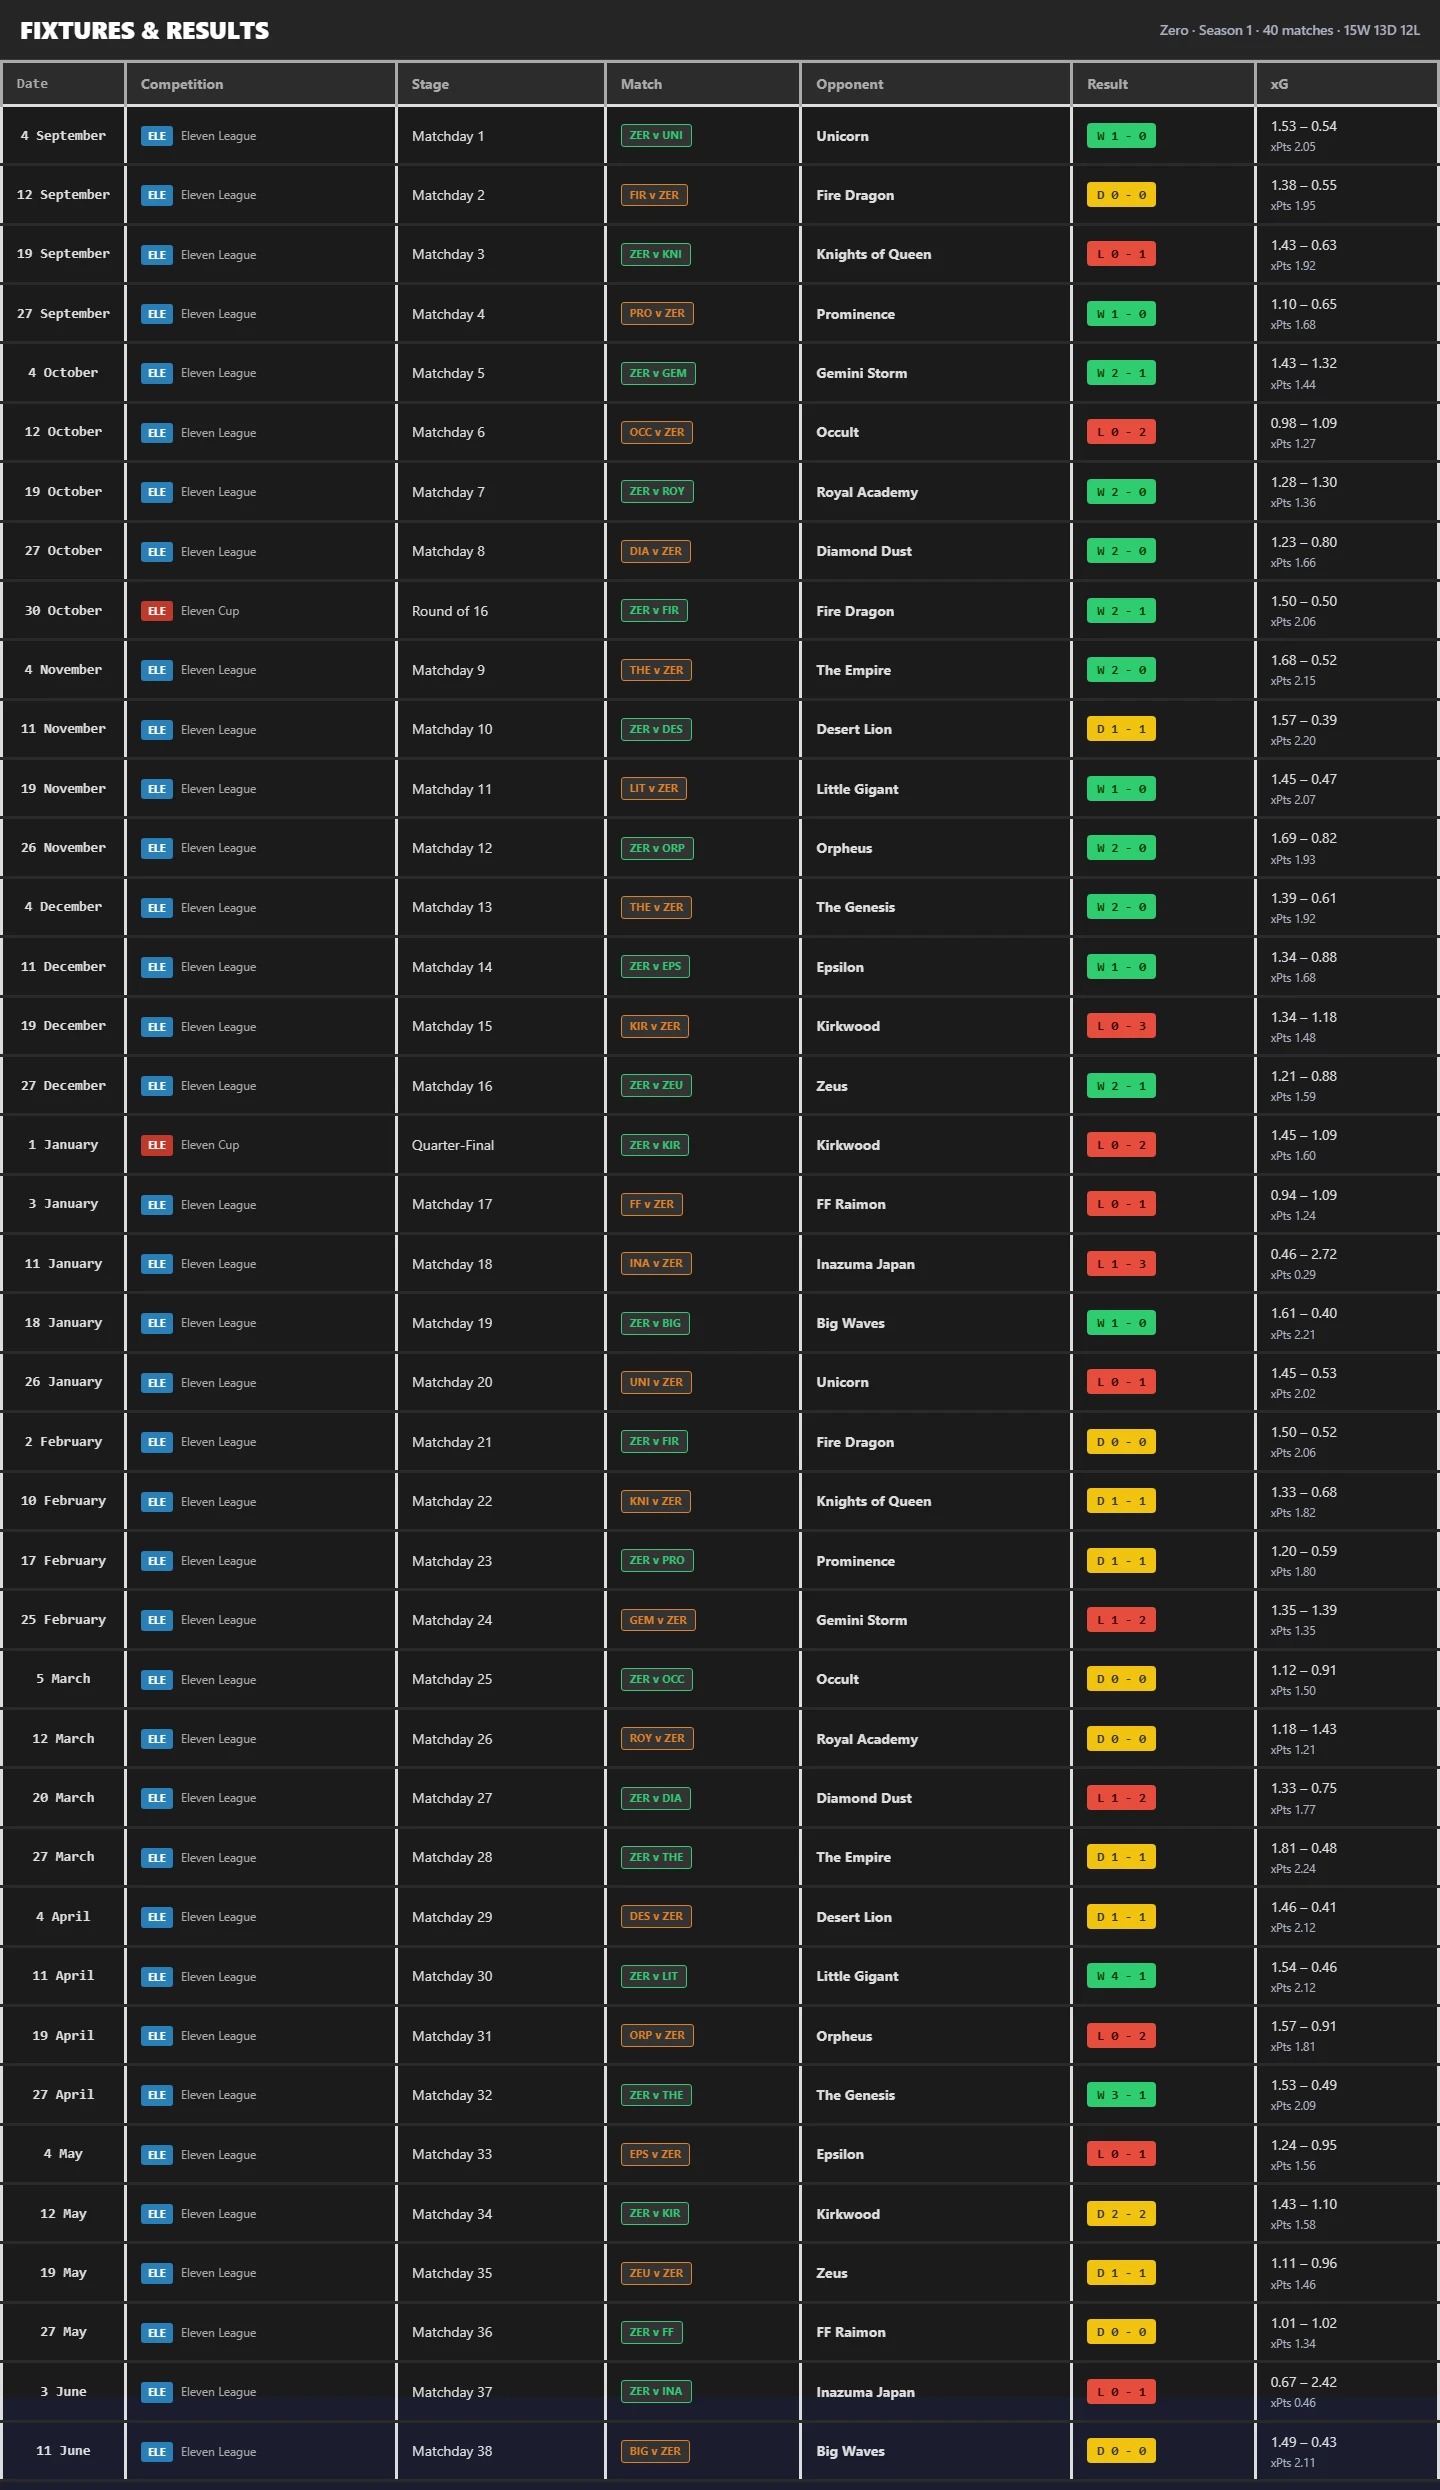 FIXTURES & RESULTS
Zero · Season 1 · 40 matches · 15W 13D 12L
Date Competition Stage Match Opponent Result xG
4 September ELE Eleven League Matchday 1 ZER v UNI Unicorn W 1 - 0 1.53 – 0.54
xPts 2.05
12 September ELE Eleven League Matchday 2 FIR v ZER Fire Dragon D 0 - 0 1.38 – 0.55
xPts 1.95
19 September ELE Eleven League Matchday 3 ZER v KNI Knights of Queen L 0 - 1 1.43 – 0.63
xPts 1.92
27 September ELE Eleven League Matchday 4 PRO v ZER Prominence W 1 - 0 1.10 – 0.65
xPts 1.68
4 October ELE Eleven League Matchday 5 ZER v GEM Gemini Storm W 2 - 1 1.43 – 1.32
xPts 1.44
12 October ELE Eleven League Matchday 6 OCC v ZER Occult L 0 - 2 0.98 – 1.09
xPts 1.27
19 October ELE Eleven League Matchday 7 ZER v ROY Royal Academy W 2 - 0 1.28 – 1.30
xPts 1.36
27 October ELE Eleven League Matchday 8 DIA v ZER Diamond Dust W 2 - 0 1.23 – 0.80
xPts 1.66
30 October ELE Eleven Cup Round of 16 ZER v FIR Fire Dragon W 2 - 1 1.50 – 0.50
xPts 2.06
4 November ELE Eleven League Matchday 9 THE v ZER The Empire W 2 - 0 1.68 – 0.52
xPts 2.15
11 November ELE Eleven League Matchday 10 ZER v DES Desert Lion D 1 - 1 1.57 – 0.39
xPts 2.20
19 November ELE Eleven League Matchday 11 LIT v ZER Little Gigant W 1 - 0 1.45 – 0.47
xPts 2.07
26 November ELE Eleven League Matchday 12 ZER v ORP Orpheus W 2 - 0 1.69 – 0.82
xPts 1.93
4 December ELE Eleven League Matchday 13 THE v ZER The Genesis W 2 - 0 1.39 – 0.61
xPts 1.92
11 December ELE Eleven League Matchday 14 ZER v EPS Epsilon W 1 - 0 1.34 – 0.88
xPts 1.68
19 December ELE Eleven League Matchday 15 KIR v ZER Kirkwood L 0 - 3 1.34 – 1.18
xPts 1.48
27 December ELE Eleven League Matchday 16 ZER v ZEU Zeus W 2 - 1 1.21 – 0.88
xPts 1.59
1 January ELE Eleven Cup Quarter-Final ZER v KIR Kirkwood L 0 - 2 1.45 – 1.09
xPts 1.60
3 January ELE Eleven League Matchday 17 FF v ZER FF Raimon L 0 - 1 0.94 – 1.09
xPts 1.24
11 January ELE Eleven League Matchday 18 INA v ZER Inazuma Japan L 1 - 3 0.46 – 2.72
xPts 0.29
18 January ELE Eleven League Matchday 19 ZER v BIG Big Waves W 1 - 0 1.61 – 0.40
xPts 2.21
26 January ELE Eleven League Matchday 20 UNI v ZER Unicorn L 0 - 1 1.45 – 0.53
xPts 2.02
2 February ELE Eleven League Matchday 21 ZER v FIR Fire Dragon D 0 - 0 1.50 – 0.52
xPts 2.06
10 February ELE Eleven League Matchday 22 KNI v ZER Knights of Queen D 1 - 1 1.33 – 0.68
xPts 1.82
17 February ELE Eleven League Matchday 23 ZER v PRO Prominence D 1 - 1 1.20 – 0.59
xPts 1.80
25 February ELE Eleven League Matchday 24 GEM v ZER Gemini Storm L 1 - 2 1.35 – 1.39
xPts 1.35
5 March ELE Eleven League Matchday 25 ZER v OCC Occult D 0 - 0 1.12 – 0.91
xPts 1.50
12 March ELE Eleven League Matchday 26 ROY v ZER Royal Academy D 0 - 0 1.18 – 1.43
xPts 1.21
20 March ELE Eleven League Matchday 27 ZER v DIA Diamond Dust L 1 - 2 1.33 – 0.75
xPts 1.77
27 March ELE Eleven League Matchday 28 ZER v THE The Empire D 1 - 1 1.81 – 0.48
xPts 2.24
4 April ELE Eleven League Matchday 29 DES v ZER Desert Lion D 1 - 1 1.46 – 0.41
xPts 2.12
11 April ELE Eleven League Matchday 30 ZER v LIT Little Gigant W 4 - 1 1.54 – 0.46
xPts 2.12
19 April ELE Eleven League Matchday 31 ORP v ZER Orpheus L 0 - 2 1.57 – 0.91
xPts 1.81
27 April ELE Eleven League Matchday 32 ZER v THE The Genesis W 3 - 1 1.53 – 0.49
xPts 2.09
4 May ELE Eleven League Matchday 33 EPS v ZER Epsilon L 0 - 1 1.24 – 0.95
xPts 1.56
12 May ELE Eleven League Matchday 34 ZER v KIR Kirkwood D 2 - 2 1.43 – 1.10
xPts 1.58
19 May ELE Eleven League Matchday 35 ZEU v ZER Zeus D 1 - 1 1.11 – 0.96
xPts 1.46
27 May ELE Eleven League Matchday 36 ZER v FF FF Raimon D 0 - 0 1.01 – 1.02
xPts 1.34
3 June ELE Eleven League Matchday 37 ZER v INA Inazuma Japan L 0 - 1 0.67 – 2.42
xPts 0.46
11 June ELE Eleven League Matchday 38 BIG v ZER Big Waves D 0 - 0 1.49 – 0.43
xPts 2.11